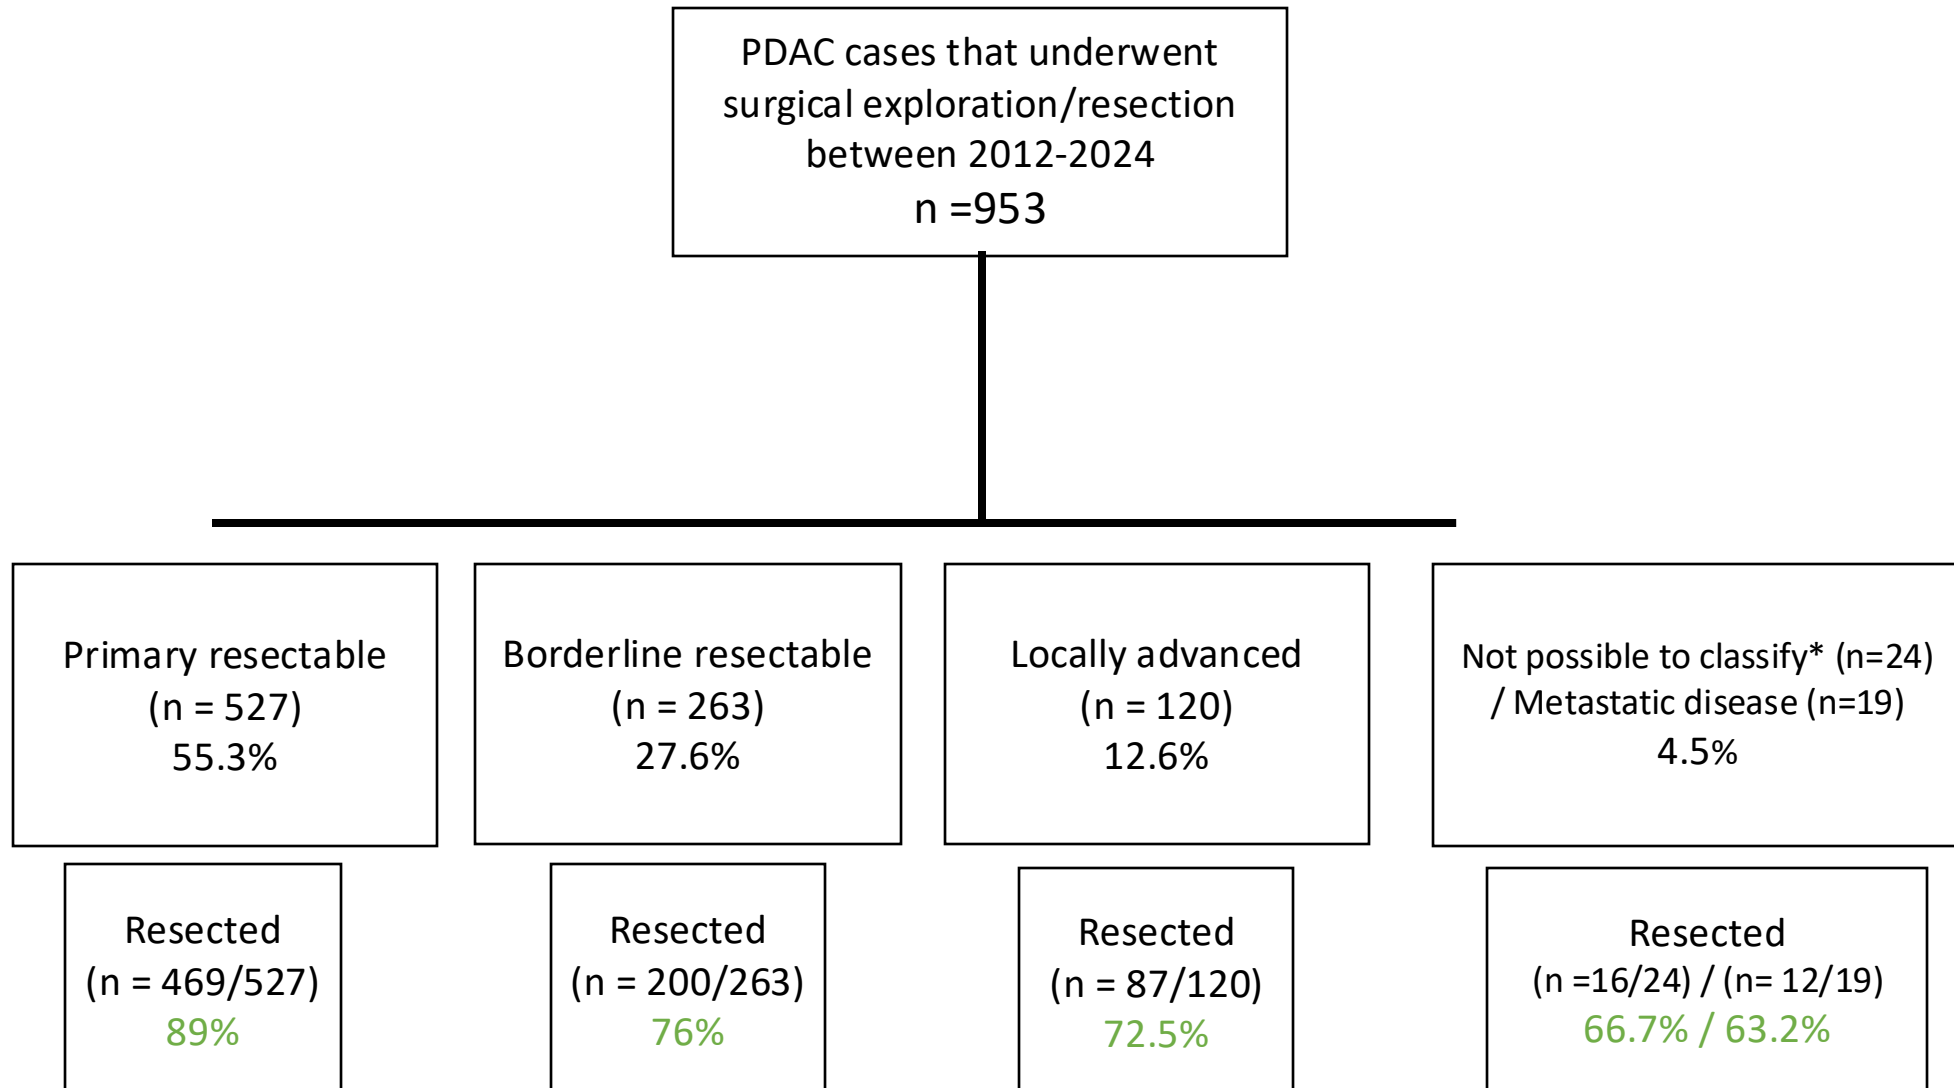 PDAC cases that underwent
surgical exploration/resection
between 2012-2024
n =953
Primary resectable
(n = 527)
55.3%
Borderline resectable
(n = 263)
27.6%
Locally advanced
(n = 120)
12.6%
Not possible to classify* (n=24)
/ Metastatic disease (n=19)
4.5%
Resected
(n = 469/527)
89%
Resected
(n = 200/263)
76%
Resected
(n = 87/120)
72.5%
Resected
(n =16/24) / (n= 12/19)
66.7% / 63.2%